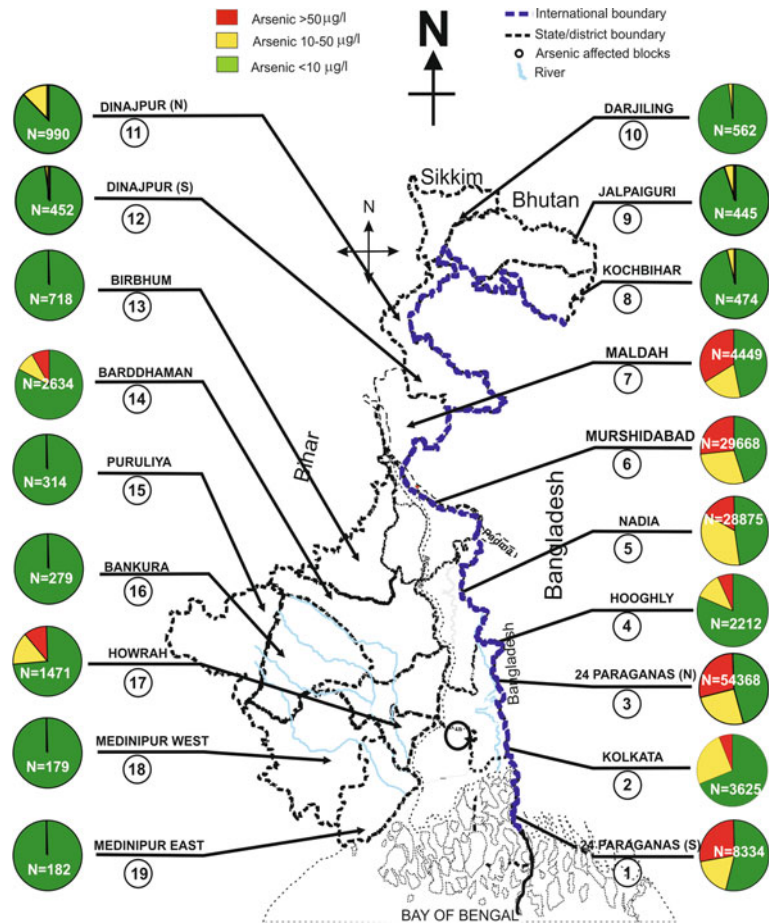 Arsenic >50 µg/l
Arsenic 10-50 µg/l
Arsenic <10 µg/l
N
International boundary
State/district boundary
Arsenic affected blocks
River
DINAJPUR (N)
11
N=990
DINAJPUR (S)
12
N=452
BIRBHUM
13
N=718
BARDDHAMAN
14
N=2634
PURULIYA
15
N=314
BANKURA
16
N=279
HOWRAH
17
N=1471
MEDINIPUR WEST
18
N=179
MEDINIPUR EAST
19
N=182
N
Sikkim
Bhutan
Bihar
Bangladesh
Padma
Bangladesh
BAY OF BENGAL
DARJILING
10
N=562
JALPAIGURI
9
N=445
KOCHBIHAR
8
N=474
MALDAH
7
N=4449
MURSHIDABAD
6
N=29668
NADIA
5
N=28875
HOOGHLY
4
N=2212
24 PARAGANAS (N)
3
N=54368
KOLKATA
2
N=3625
24 PARAGANAS (S)
1
N=8334